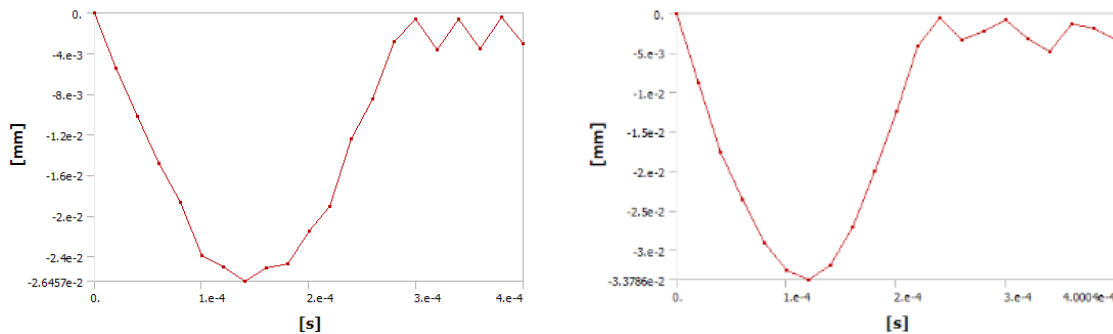 0.
-4.e-3
-8.e-3
-1.2e-2
-1.6e-2
-2.e-2
-2.4e-2
-2.6457e-2
[mm]
0.
1.e-4
2.e-4
3.e-4
4.e-4
[s]
0.
-5.e-3
-1.e-2
-1.5e-2
-2.e-2
-2.5e-2
-3.e-2
-3.3786e-2
[mm]
0.
1.e-4
2.e-4
3.e-4
4.0004e-4
[s]